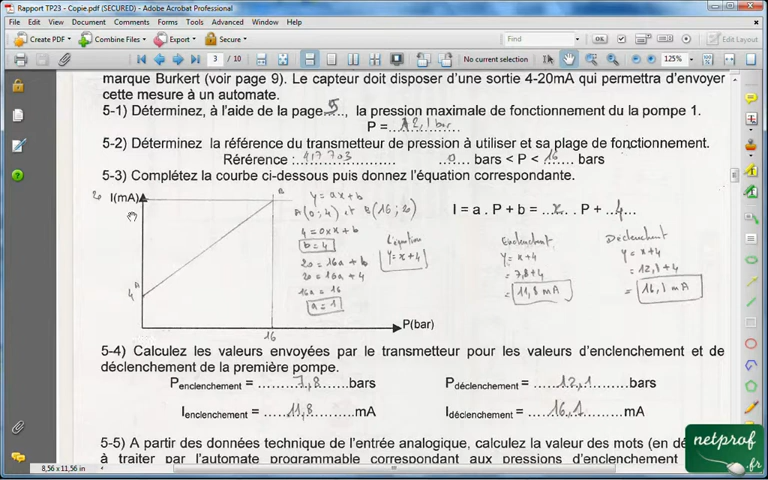 Rapport TP23 - Copie.pdf (SECURED) - Adobe Acrobat Professional
File Edit View Document Comments Forms Tools Advanced Window Help
Create PDF Combine Files Export Secure Find Edit Layout
3 / 10 No current selection 125%
marque Burkert (voir page 9). Le capteur doit disposer d'une sortie 4-20mA qui permettra d'envoyer
cette mesure à un automate.
5-1) Déterminez, à l'aide de la page 5, la pression maximale de fonctionnement du la pompe 1.
P = 12,1 bar
5-2) Déterminez la référence du transmetteur de pression à utiliser et sa plage de fonctionnement.
Rérérence : 417 703 0 bars < P < 16 bars
5-3) Complétez la courbe ci-dessous puis donnez l'équation correspondante.
20 I(mA) B y = ax+b
A(0;4) et B(16;20) I = a . P + b = ... . P + 4
4 = 0xx+b L'équation Enclenchement Déclenchement
b=4 y=x+4 y = x+4 y = x+4
20 = 16a + b = 7,8+4 = 12,1+4
20 = 16a + 4 = 11,8 mA = 16,1 mA
16a = 16
4 A a = 1
P(bar)
16
5-4) Calculez les valeurs envoyées par le transmetteur pour les valeurs d'enclenchement et de
déclenchement de la première pompe.
Penclenchement = 7,8 bars Pdéclenchement = 12,1 bars
Ienclenchement = 11,8 mA Idéclenchement = 16,1 mA
5-5) A partir des données technique de l'entrée analogique, calculez la valeur des mots (en dé
à traiter par l'automate programmable correspondant aux pressions d'enclenchement
8,56 x 11,56 in
netprof
.fr